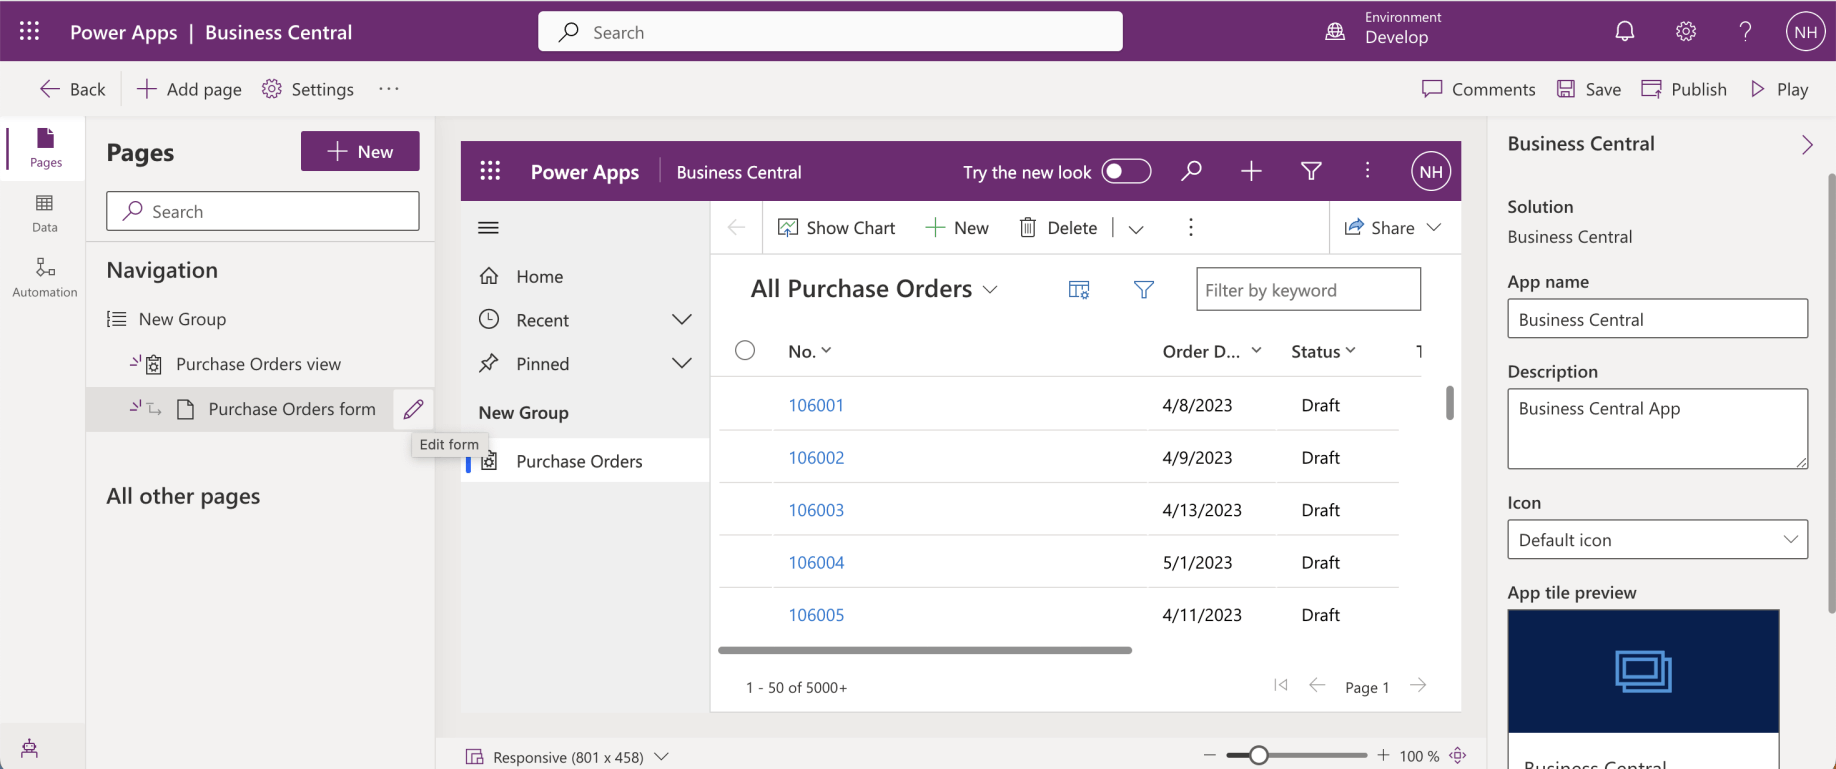 Power Apps | Business Central
Search
Environment
Develop
NH
Back
Add page
Settings
Comments
Save
Publish
Play
Pages
Data
Automation
Pages
New
Search
Navigation
New Group
Purchase Orders view
Purchase Orders form
Edit form
All other pages
Power Apps
Business Central
Try the new look
NH
Home
Recent
Pinned
New Group
Purchase Orders
Show Chart
New
Delete
Share
All Purchase Orders
Filter by keyword
No. Order D... Status T
106001 4/8/2023 Draft
106002 4/9/2023 Draft
106003 4/13/2023 Draft
106004 5/1/2023 Draft
106005 4/11/2023 Draft
1 - 50 of 5000+
Page 1
Responsive (801 x 458)
100 %
Business Central
Solution
Business Central
App name
Business Central
Description
Business Central App
Icon
Default icon
App tile preview
Business Central